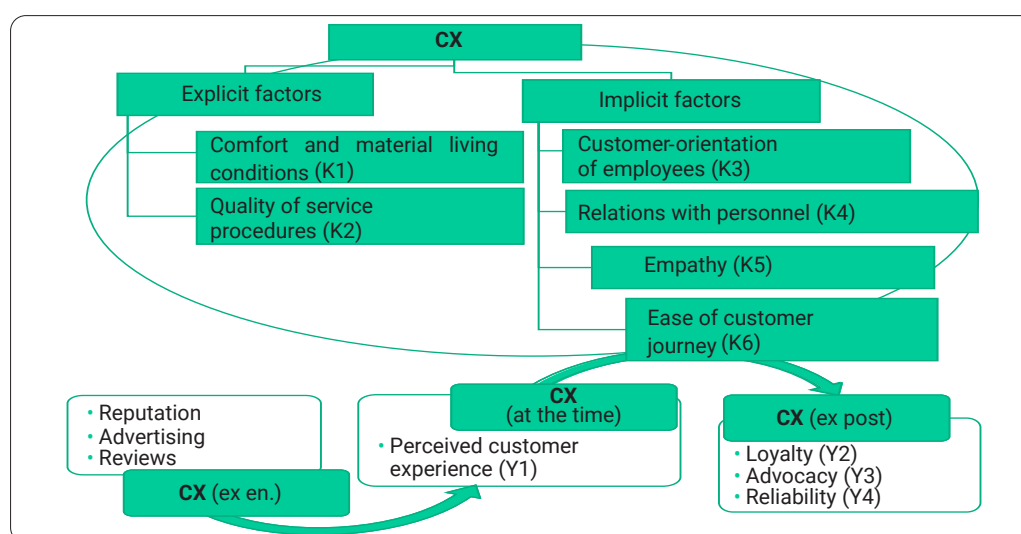 CX
Explicit factors
Implicit factors
Comfort and material living
conditions (K1)
Quality of service
procedures (K2)
Customer-orientation
of employees (K3)
Relations with personnel (K4)
Empathy (K5)
Ease of customer
journey (K6)
• Reputation
• Advertising
• Reviews
CX (ex en.)
CX
(at the time)
• Perceived customer
experience (Y1)
CX (ex post)
• Loyalty (Y2)
• Advocacy (Y3)
• Reliability (Y4)